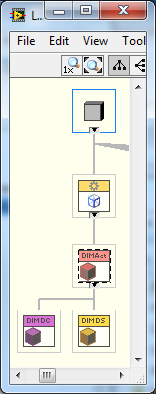 L...
File Edit View Tool
1x
DIMAct
DIMDC DIMDS